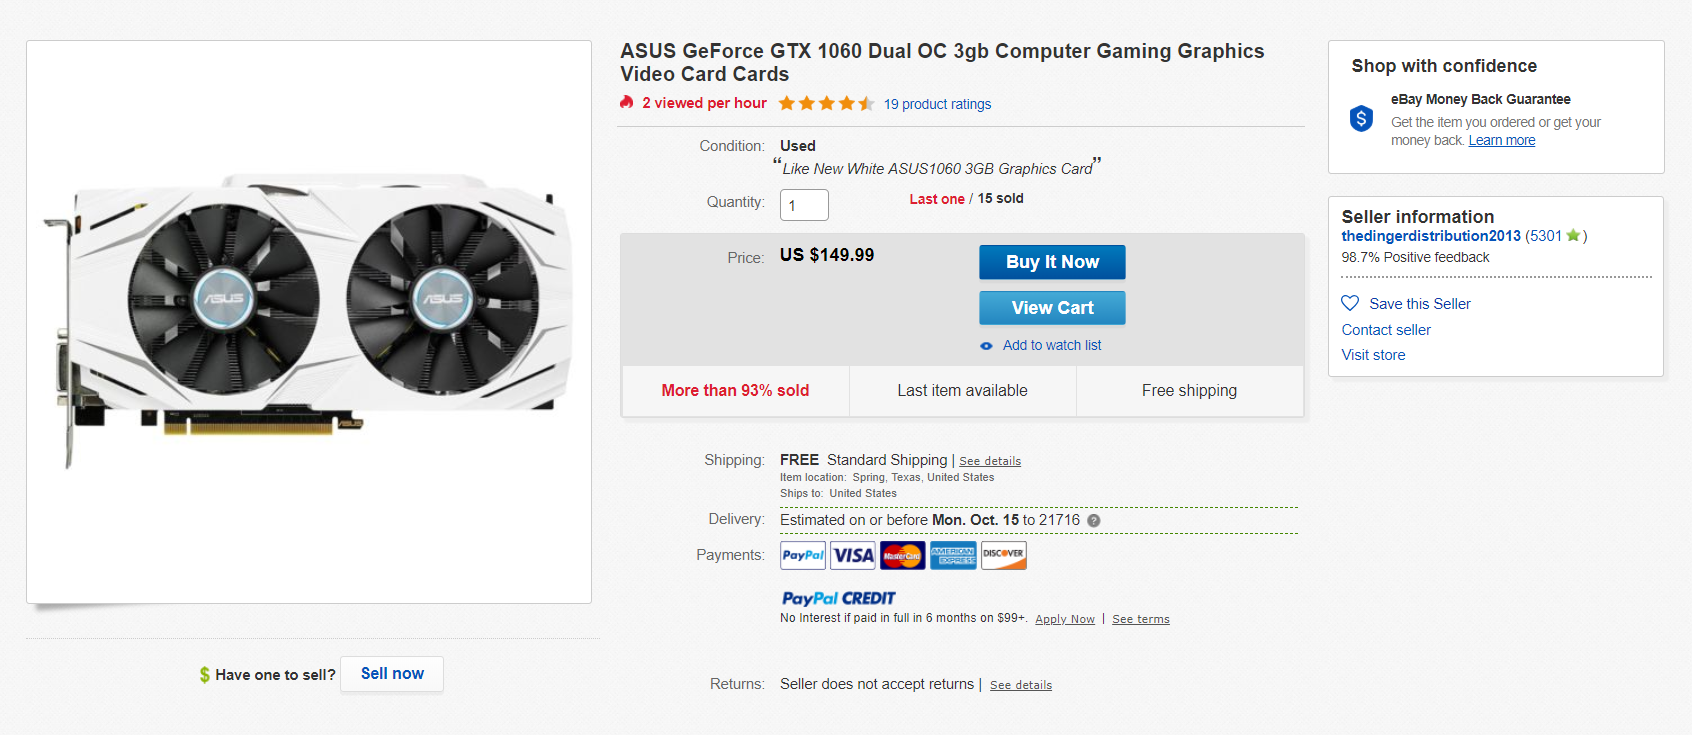 ASUS GeForce GTX 1060 Dual OC 3gb Computer Gaming Graphics
Video Card Cards
2 viewed per hour 19 product ratings
Condition: Used
“Like New White ASUS1060 3GB Graphics Card”
Quantity: 1 Last one / 15 sold
Price: US $149.99
Buy It Now
View Cart
Add to watch list
More than 93% sold Last item available Free shipping
Shipping: FREE Standard Shipping | See details
Item location: Spring, Texas, United States
Ships to: United States
Delivery: Estimated on or before Mon. Oct. 15 to 21716 ?
Payments: PayPal VISA MasterCard AMERICAN EXPRESS DISCOVER
PayPal CREDIT
No Interest if paid in full in 6 months on $99+. Apply Now | See terms
Returns: Seller does not accept returns | See details
ASUS ASUS
ASUS
$ Have one to sell? Sell now
Shop with confidence
$
eBay Money Back Guarantee
Get the item you ordered or get your
money back. Learn more
Seller information
thedingerdistribution2013 (5301 )
98.7% Positive feedback
Save this Seller
Contact seller
Visit store